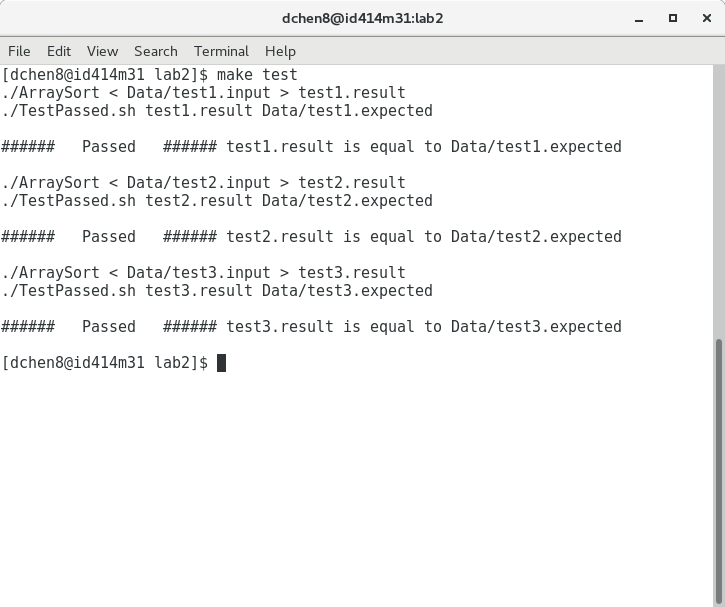 dchen8@id414m31:lab2
File Edit View Search Terminal Help
[dchen8@id414m31 lab2]$ make test
./ArraySort < Data/test1.input > test1.result
./TestPassed.sh test1.result Data/test1.expected
######   Passed   ###### test1.result is equal to Data/test1.expected
./ArraySort < Data/test2.input > test2.result
./TestPassed.sh test2.result Data/test2.expected
######   Passed   ###### test2.result is equal to Data/test2.expected
./ArraySort < Data/test3.input > test3.result
./TestPassed.sh test3.result Data/test3.expected
######   Passed   ###### test3.result is equal to Data/test3.expected
[dchen8@id414m31 lab2]$